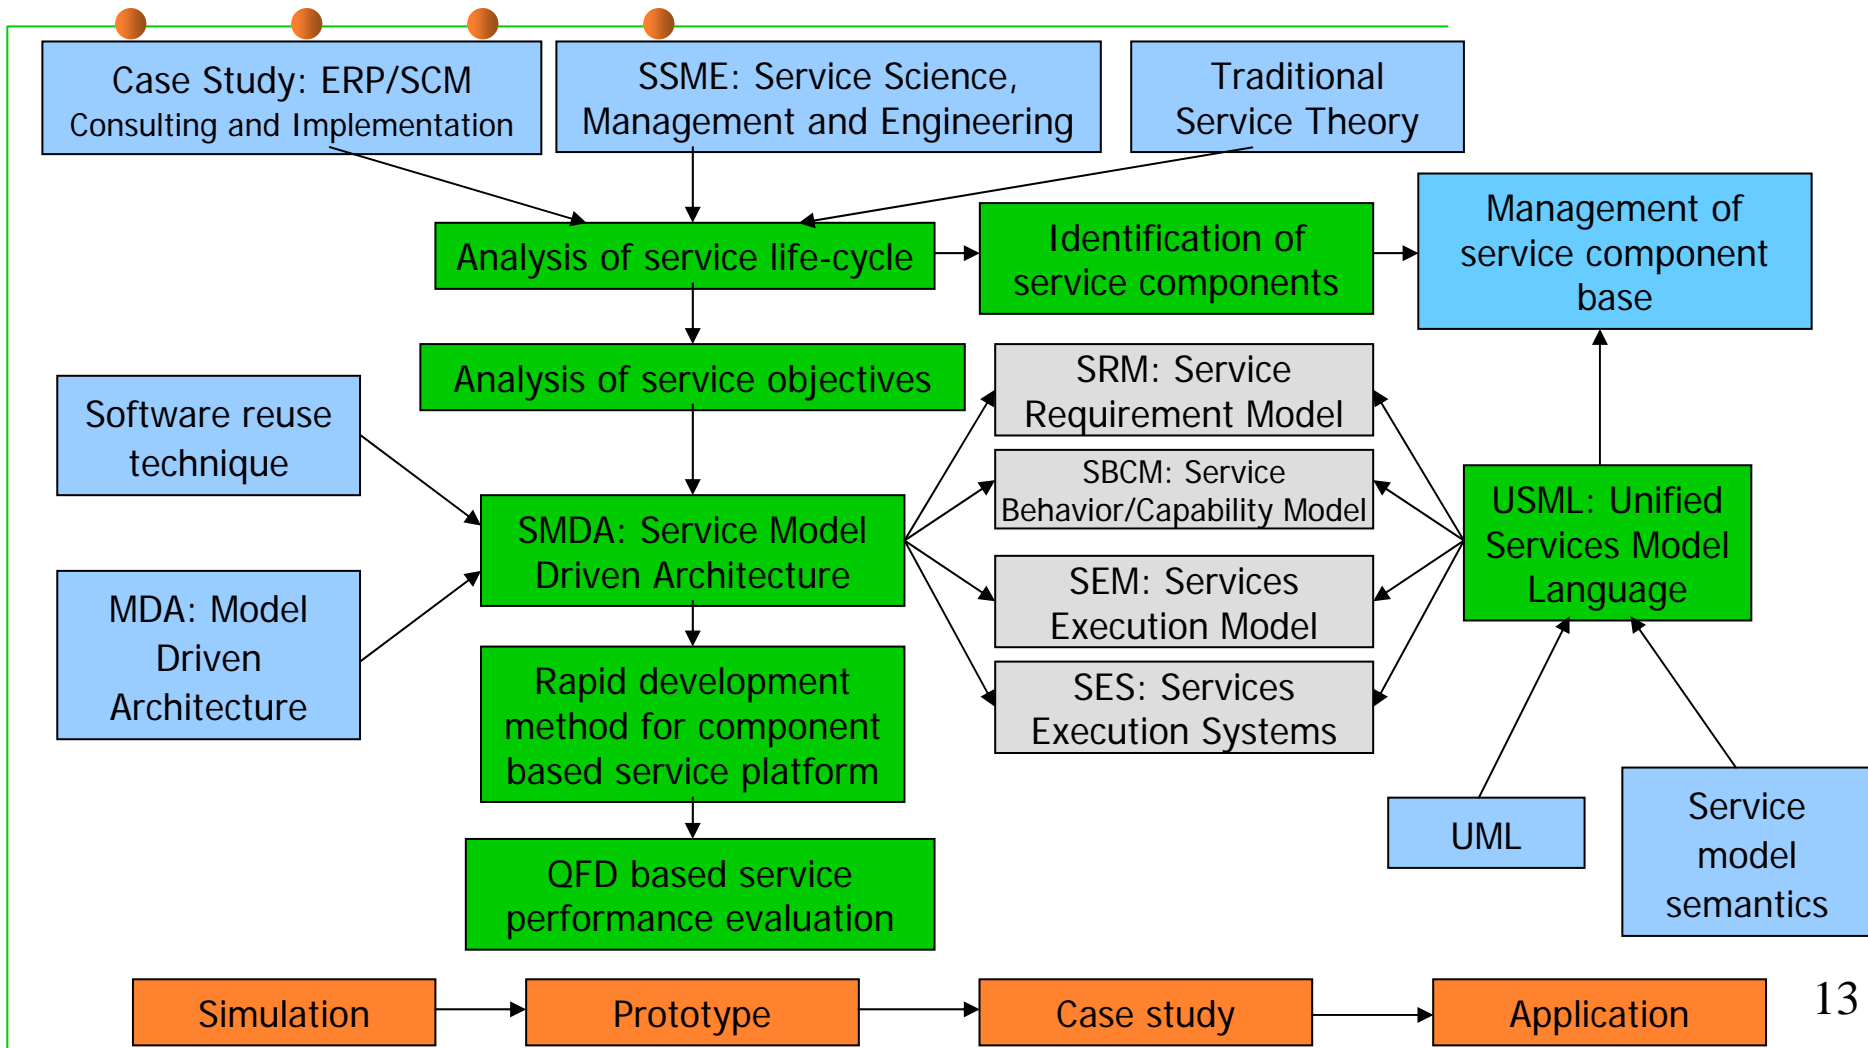 Case Study: ERP/SCM
Consulting and Implementation
SSME: Service Science,
Management and Engineering
Traditional
Service Theory
Analysis of service life-cycle
Identification of
service components
Management of
service component
base
Analysis of service objectives
Software reuse
technique
MDA: Model
Driven
Architecture
SMDA: Service Model
Driven Architecture
SRM: Service
Requirement Model
SBCM: Service
Behavior/Capability Model
SEM: Services
Execution Model
SES: Services
Execution Systems
USML: Unified
Services Model
Language
Rapid development
method for component
based service platform
UML
Service
model
semantics
QFD based service
performance evaluation
Simulation
Prototype
Case study
Application
13